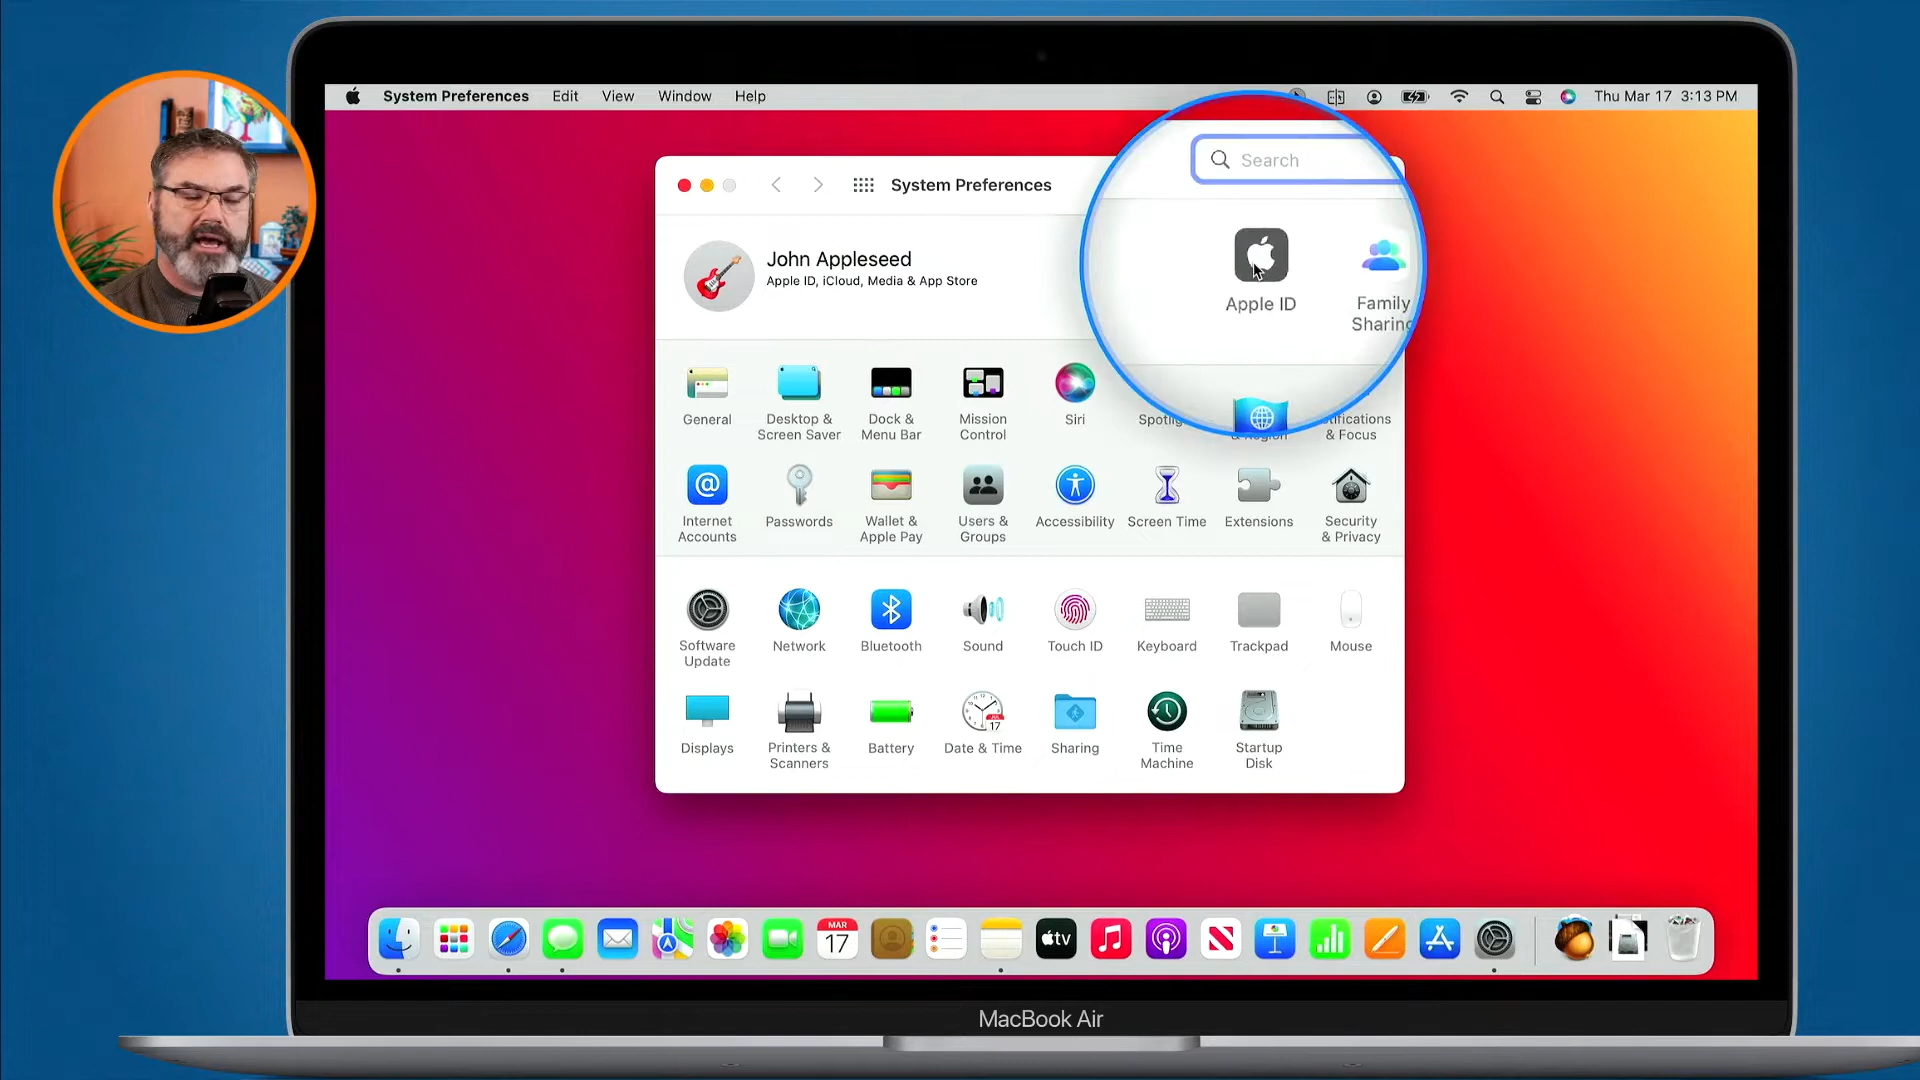 System Preferences Edit View Window Help
Thu Mar 17 3:13 PM
System Preferences
Search
John Appleseed
Apple ID, iCloud, Media & App Store
Apple ID
Family
Sharing
General
Desktop &
Screen Saver
Dock &
Menu Bar
Mission
Control
Siri
& Focus
Internet
Accounts
Passwords
Wallet &
Apple Pay
Users &
Groups
Accessibility
Screen Time
Extensions
Security
& Privacy
Software
Update
Network
Bluetooth
Sound
Touch ID
Keyboard
Trackpad
Mouse
Displays
Printers &
Scanners
Battery
Date & Time
Sharing
Time
Machine
Startup
Disk
MAR
17
tv
MacBook Air